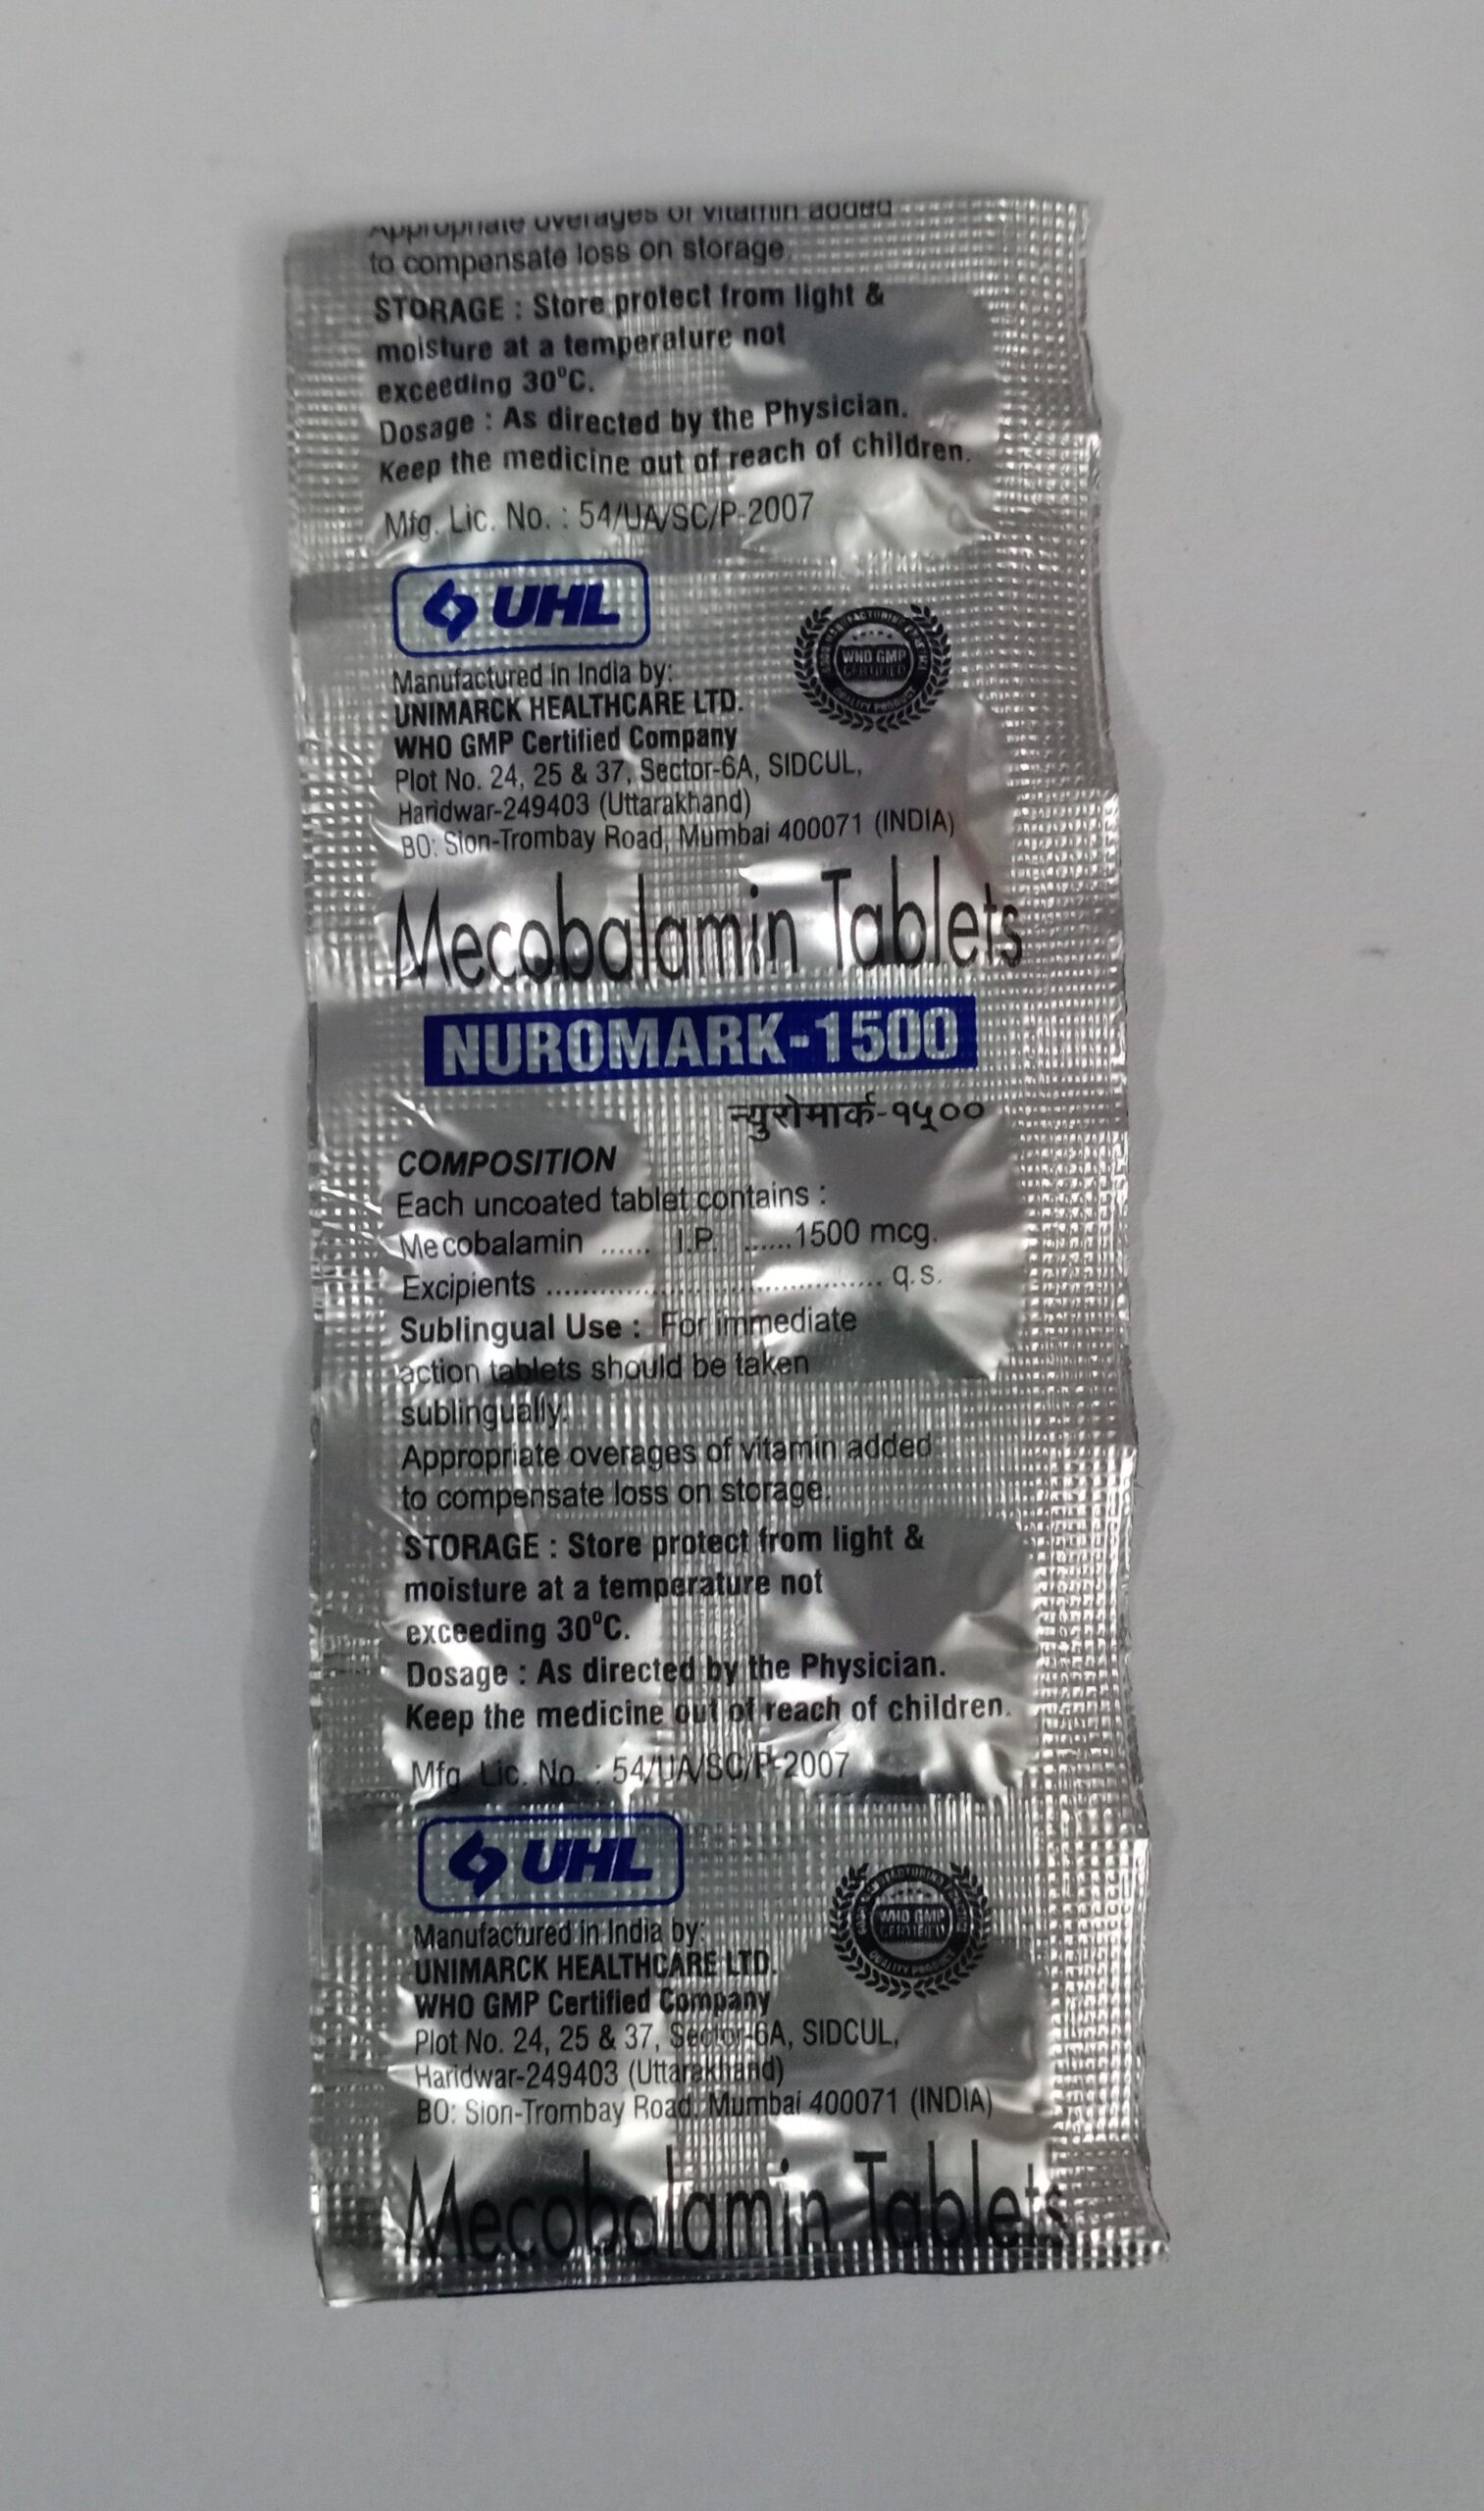 Appropriate overages of vitamin added
to compensate loss on storage.
STORAGE : Store protect from light &
moisture at a temperature not
exceeding 30°C.
Dosage : As directed by the Physician.
Keep the medicine out of reach of children.
Mfg. Lic. No. : 54/UA/SC/P-2007
UHL
WHO GMP
CERTIFIED
QUALITY PRODUCT
Manufactured in India by:
UNIMARCK HEALTHCARE LTD.
WHO GMP Certified Company
Plot No. 24, 25 & 37, Sector-6A, SIDCUL,
Haridwar-249403 (Uttarakhand)
BO: Sion-Trombay Road, Mumbai 400071 (INDIA)
Mecobalamin Tablets
NUROMARK-1500
न्युरोमार्क-१५००
COMPOSITION
Each uncoated tablet contains :
Mecobalamin ...... I.P. ......1500 mcg.
Excipients ........................................ q.s.
Sublingual Use : For immediate
action tablets should be taken
sublingually.
Appropriate overages of vitamin added
to compensate loss on storage.
STORAGE : Store protect from light &
moisture at a temperature not
exceeding 30°C.
Dosage : As directed by the Physician.
Keep the medicine out of reach of children.
Mfg. Lic. No. : 54/UA/SC/P-2007
UHL
WHO GMP
CERTIFIED
QUALITY PRODUCT
Manufactured in India by:
UNIMARCK HEALTHCARE LTD.
WHO GMP Certified Company
Plot No. 24, 25 & 37, Sector-6A, SIDCUL,
Haridwar-249403 (Uttarakhand)
BO: Sion-Trombay Road, Mumbai 400071 (INDIA)
Mecobalamin Tablets